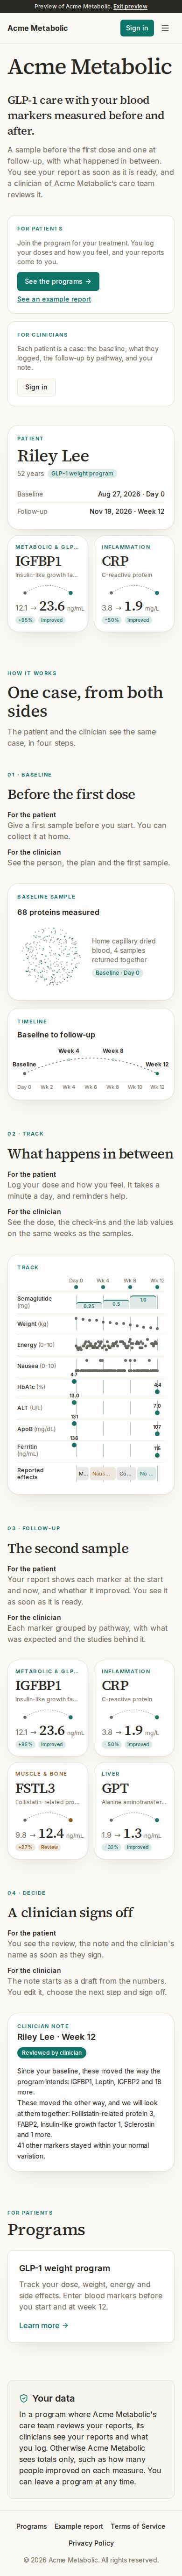 Preview of Acme Metabolic. Exit preview
Acme Metabolic
Sign in
Acme Metabolic
GLP-1 care with your blood
markers measured before and
after.
A sample before the first dose and one at
follow-up, with what happened in between.
You see your report as soon as it is ready, and
a clinician of Acme Metabolic's care team
reviews it.
FOR PATIENTS
Join the program for your treatment. You log
your doses and how you feel, and your reports
come to you.
See the programs →
See an example report
FOR CLINICIANS
Each patient is a case: the baseline, what they
logged, the follow-up by pathway, and your
note.
Sign in
PATIENT
Riley Lee
52 years GLP-1 weight program
Baseline Aug 27, 2026 · Day 0
Follow-up Nov 19, 2026 · Week 12
METABOLIC & GLP…
IGFBP1
Insulin-like growth fa…
12.1 → 23.6 ng/mL
+95% Improved
INFLAMMATION
CRP
C-reactive protein
3.8 → 1.9 mg/L
−50% Improved
HOW IT WORKS
One case, from both
sides
The patient and the clinician see the same
case, in four steps.
01 · BASELINE
Before the first dose
For the patient
Give a first sample before you start. You can
collect it at home.
For the clinician
See the person, the plan and the first sample.
BASELINE SAMPLE
68 proteins measured
Home capillary dried
blood, 4 samples
returned together
Baseline · Day 0
TIMELINE
Baseline to follow-up
Week 4 Week 8
Baseline Week 12
Day 0 Wk 2 Wk 4 Wk 6 Wk 8 Wk 10 Wk 12
02 · TRACK
What happens in between
For the patient
Log your dose and how you feel. It takes a
minute a day, and reminders help.
For the clinician
See the dose, the check-ins and the lab values
on the same weeks as the samples.
TRACK
Day 0 Wk 4 Wk 8 Wk 12
Semaglutide
(mg)
0.25 0.5 1.0
Weight (kg)
Energy (0-10)
Nausea (0-10)
HbA1c (%) 4.7 4.4
ALT (U/L) 13.0 7.0
ApoB (mg/dL) 131 107
Ferritin
(ng/mL)
136 115
Reported
effects
M… Naus… Co… No …
03 · FOLLOW-UP
The second sample
For the patient
Your report shows each marker at the start
and now, and whether it improved. You see it
as soon as it is ready.
For the clinician
Each marker grouped by pathway, with what
was expected and the studies behind it.
METABOLIC & GLP…
IGFBP1
Insulin-like growth fa…
12.1 → 23.6 ng/mL
+95% Improved
INFLAMMATION
CRP
C-reactive protein
3.8 → 1.9 mg/L
−50% Improved
MUSCLE & BONE
FSTL3
Follistatin-related pro…
9.8 → 12.4 ng/mL
+27% Review
LIVER
GPT
Alanine aminotransfer…
1.9 → 1.3 ng/mL
−32% Improved
04 · DECIDE
A clinician signs off
For the patient
You see the review, the note and the clinician's
name as soon as they sign.
For the clinician
The note starts as a draft from the numbers.
You edit it, choose the next step and sign off.
CLINICIAN NOTE
Riley Lee · Week 12
Reviewed by clinician
Since your baseline, these moved the way the
program intends: IGFBP1, Leptin, IGFBP2 and 18
more.
These moved the other way, and we will look
at them together: Follistatin-related protein 3,
FABP2, Insulin-like growth factor 1, Sclerostin
and 1 more.
41 other markers stayed within your normal
variation.
FOR PATIENTS
Programs
GLP-1 weight program
Track your dose, weight, energy and
side effects. Enter blood markers before
you start and at week 12.
Learn more →
Your data
In a program where Acme Metabolic's
care team reviews your reports, its
clinicians see your reports and what
you log. Otherwise Acme Metabolic
sees totals only, such as how many
people improved on each measure. You
can leave a program at any time.
Programs Example report Terms of Service
Privacy Policy
© 2026 Acme Metabolic. All rights reserved.